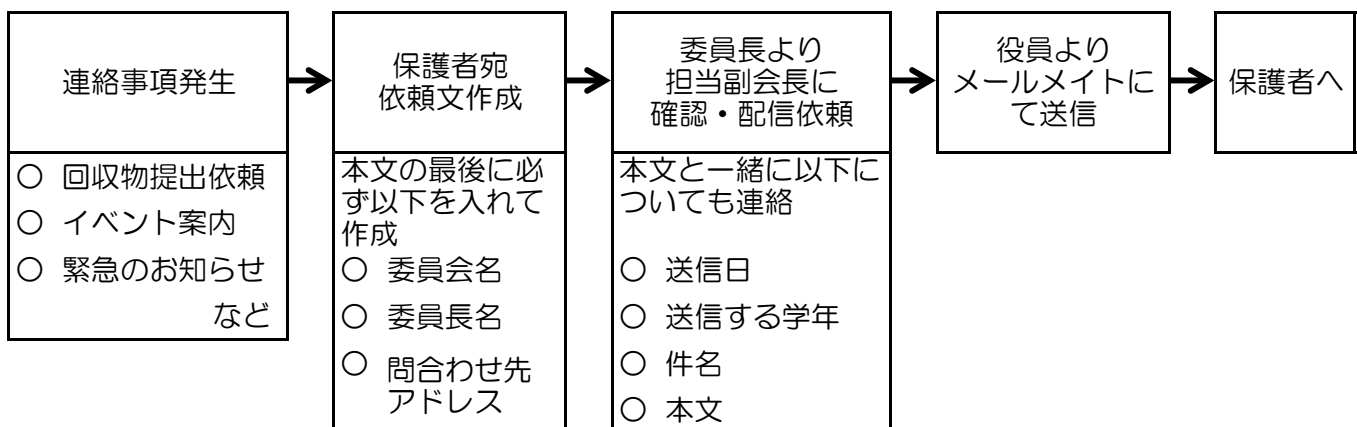 連絡事項発生
○ 回収物提出依頼
○ イベント案内
○ 緊急のお知らせ
など
保護者宛
依頼文作成
本文の最後に必
ず以下を入れて
作成
○ 委員会名
○ 委員長名
○ 問合わせ先
アドレス
委員長より
担当副会長に
確認・配信依頼
本文と一緒に以下に
ついても連絡
○ 送信日
○ 送信する学年
○ 件名
○ 本文
役員より
メールメイトに
て送信
保護者へ